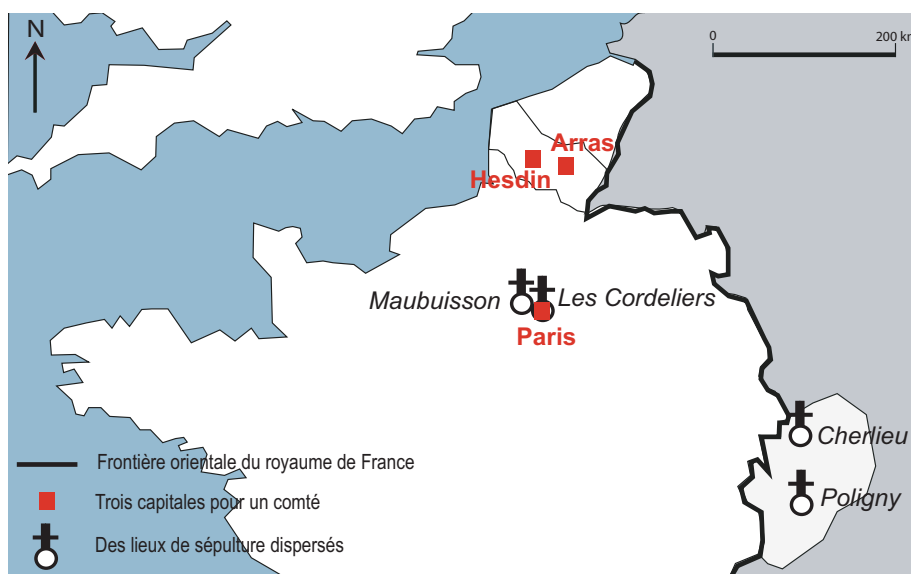 N
0
200 km
Arras
Hesdin
Maubuisson
Les Cordeliers
Paris
Cherlieu
Poligny
Frontière orientale du royaume de France
Trois capitales pour un comté
Des lieux de sépulture dispersés